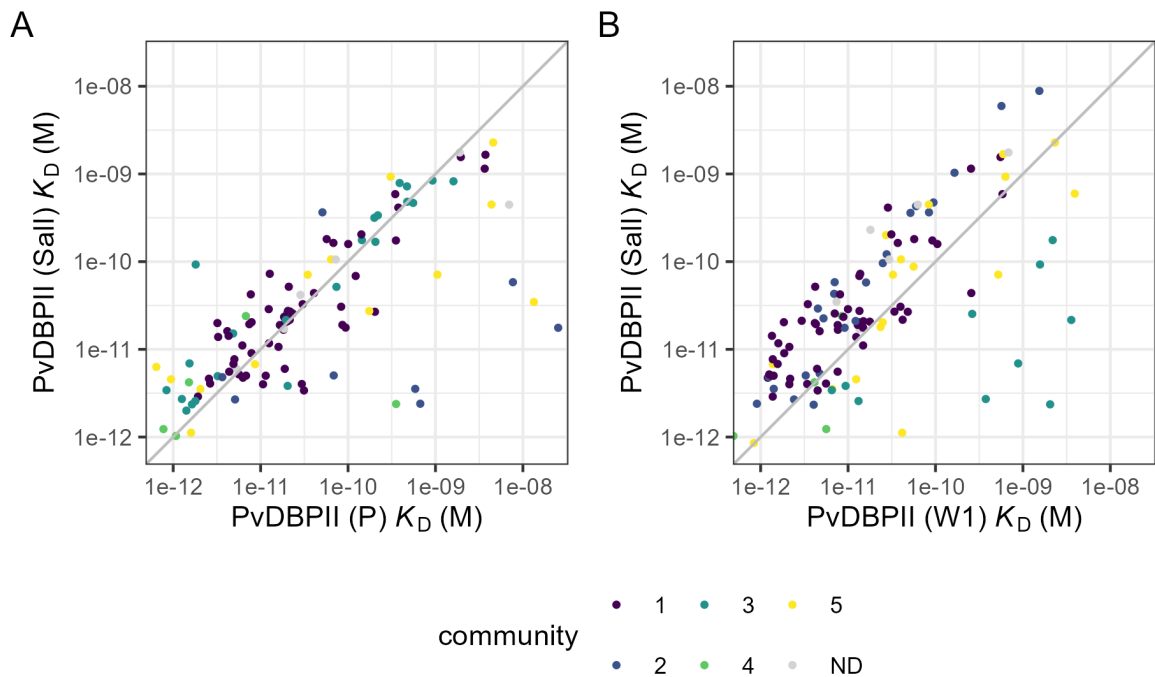 A
B
PvDBPII (SalI) KD (M)
1e-08
1e-09
1e-10
1e-11
1e-12
1e-12 1e-11 1e-10 1e-09 1e-08
PvDBPII (P) KD (M)
PvDBPII (SalI) KD (M)
1e-08
1e-09
1e-10
1e-11
1e-12
1e-12 1e-11 1e-10 1e-09 1e-08
PvDBPII (W1) KD (M)
community
1 3 5
2 4 ND